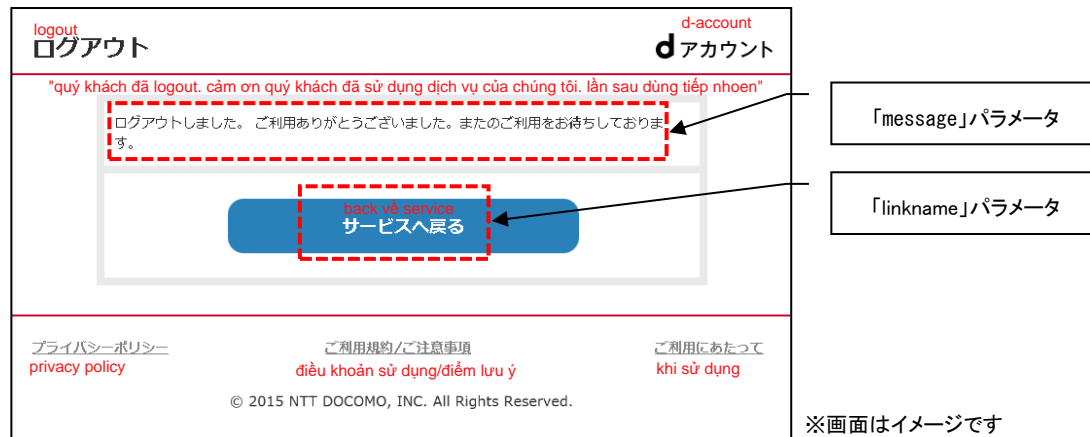 logout
ログアウト
d-account
dアカウント
"quý khách đã logout. cảm ơn quý khách đã sử dụng dịch vụ của chúng tôi. lần sau dùng tiếp nhoen"
ログアウトしました。 ご利用ありがとうございました。またのご利用をお待ちしておりま
す。
「message」パラメータ
back về service
サービスへ戻る
「linkname」パラメータ
プライバシーポリシー
privacy policy
ご利用規約/ご注意事項
điều khoản sử dụng/điểm lưu ý
ご利用にあたって
khi sử dụng
© 2015 NTT DOCOMO, INC. All Rights Reserved.
※画面はイメージです